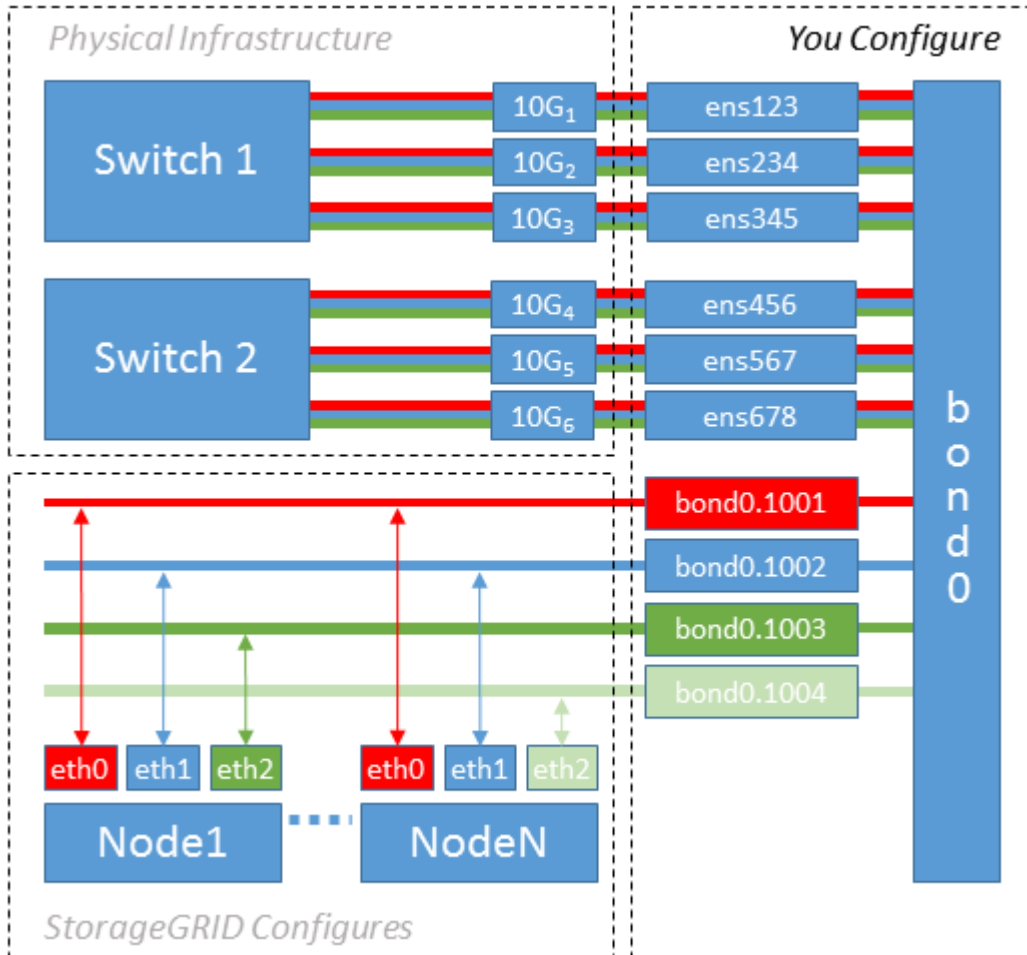 Physical Infrastructure
You Configure
Switch 1
10G₁
ens123
10G₂
ens234
10G₃
ens345
Switch 2
10G₄
ens456
10G₅
ens567
10G₆
ens678
bond0
bond0.1001
bond0.1002
bond0.1003
bond0.1004
eth0
eth1
eth2
eth0
eth1
eth2
Node1
NodeN
StorageGRID Configures